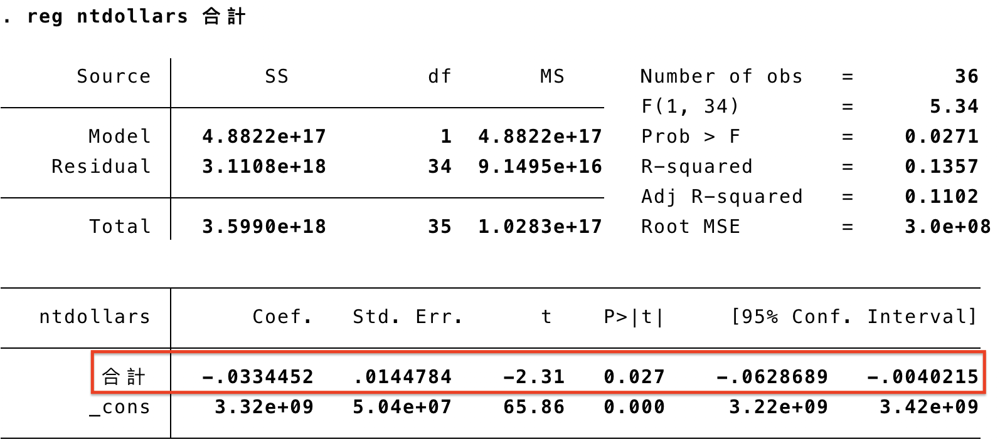 . reg ntdollars 合計
Source SS df MS Number of obs = 36
F(1, 34) = 5.34
Model 4.8822e+17 1 4.8822e+17 Prob > F = 0.0271
Residual 3.1108e+18 34 9.1495e+16 R-squared = 0.1357
Adj R-squared = 0.1102
Total 3.5990e+18 35 1.0283e+17 Root MSE = 3.0e+08
ntdollars Coef. Std. Err. t P>|t| [95% Conf. Interval]
合計 -.0334452 .0144784 -2.31 0.027 -.0628689 -.0040215
_cons 3.32e+09 5.04e+07 65.86 0.000 3.22e+09 3.42e+09